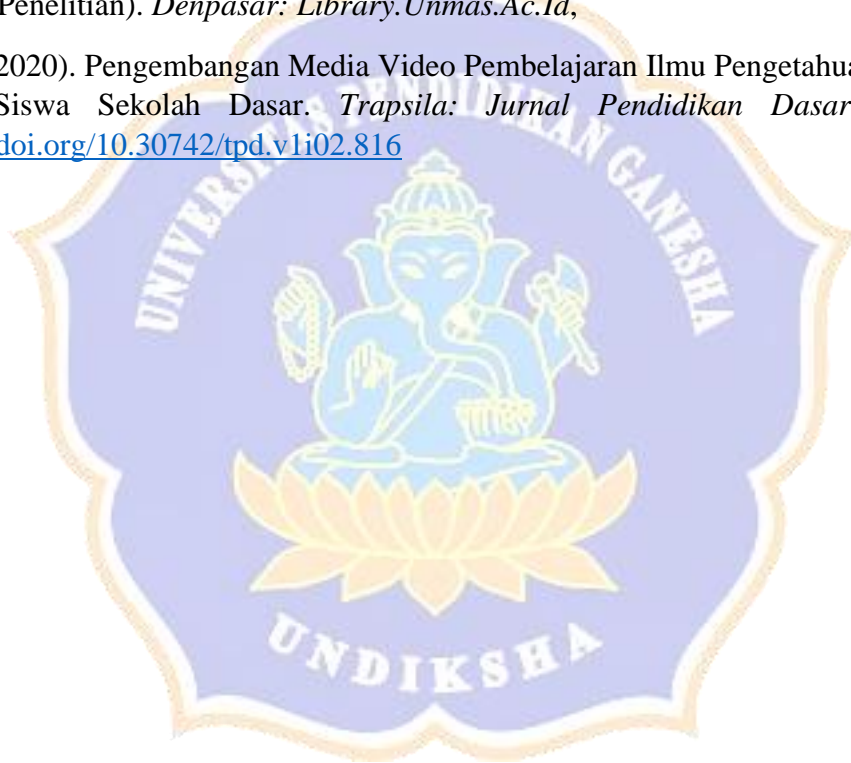 Penelitian). Denpasar: Library.Unmas.Ac.Id,
2020). Pengembangan Media Video Pembelajaran Ilmu Pengetahua
Siswa Sekolah Dasar. Trapsila: Jurnal Pendidikan Dasar
doi.org/10.30742/tpd.v1i02.816
UNIVERSITAS PENDIDIKAN GANESHA
UNDIKSHA